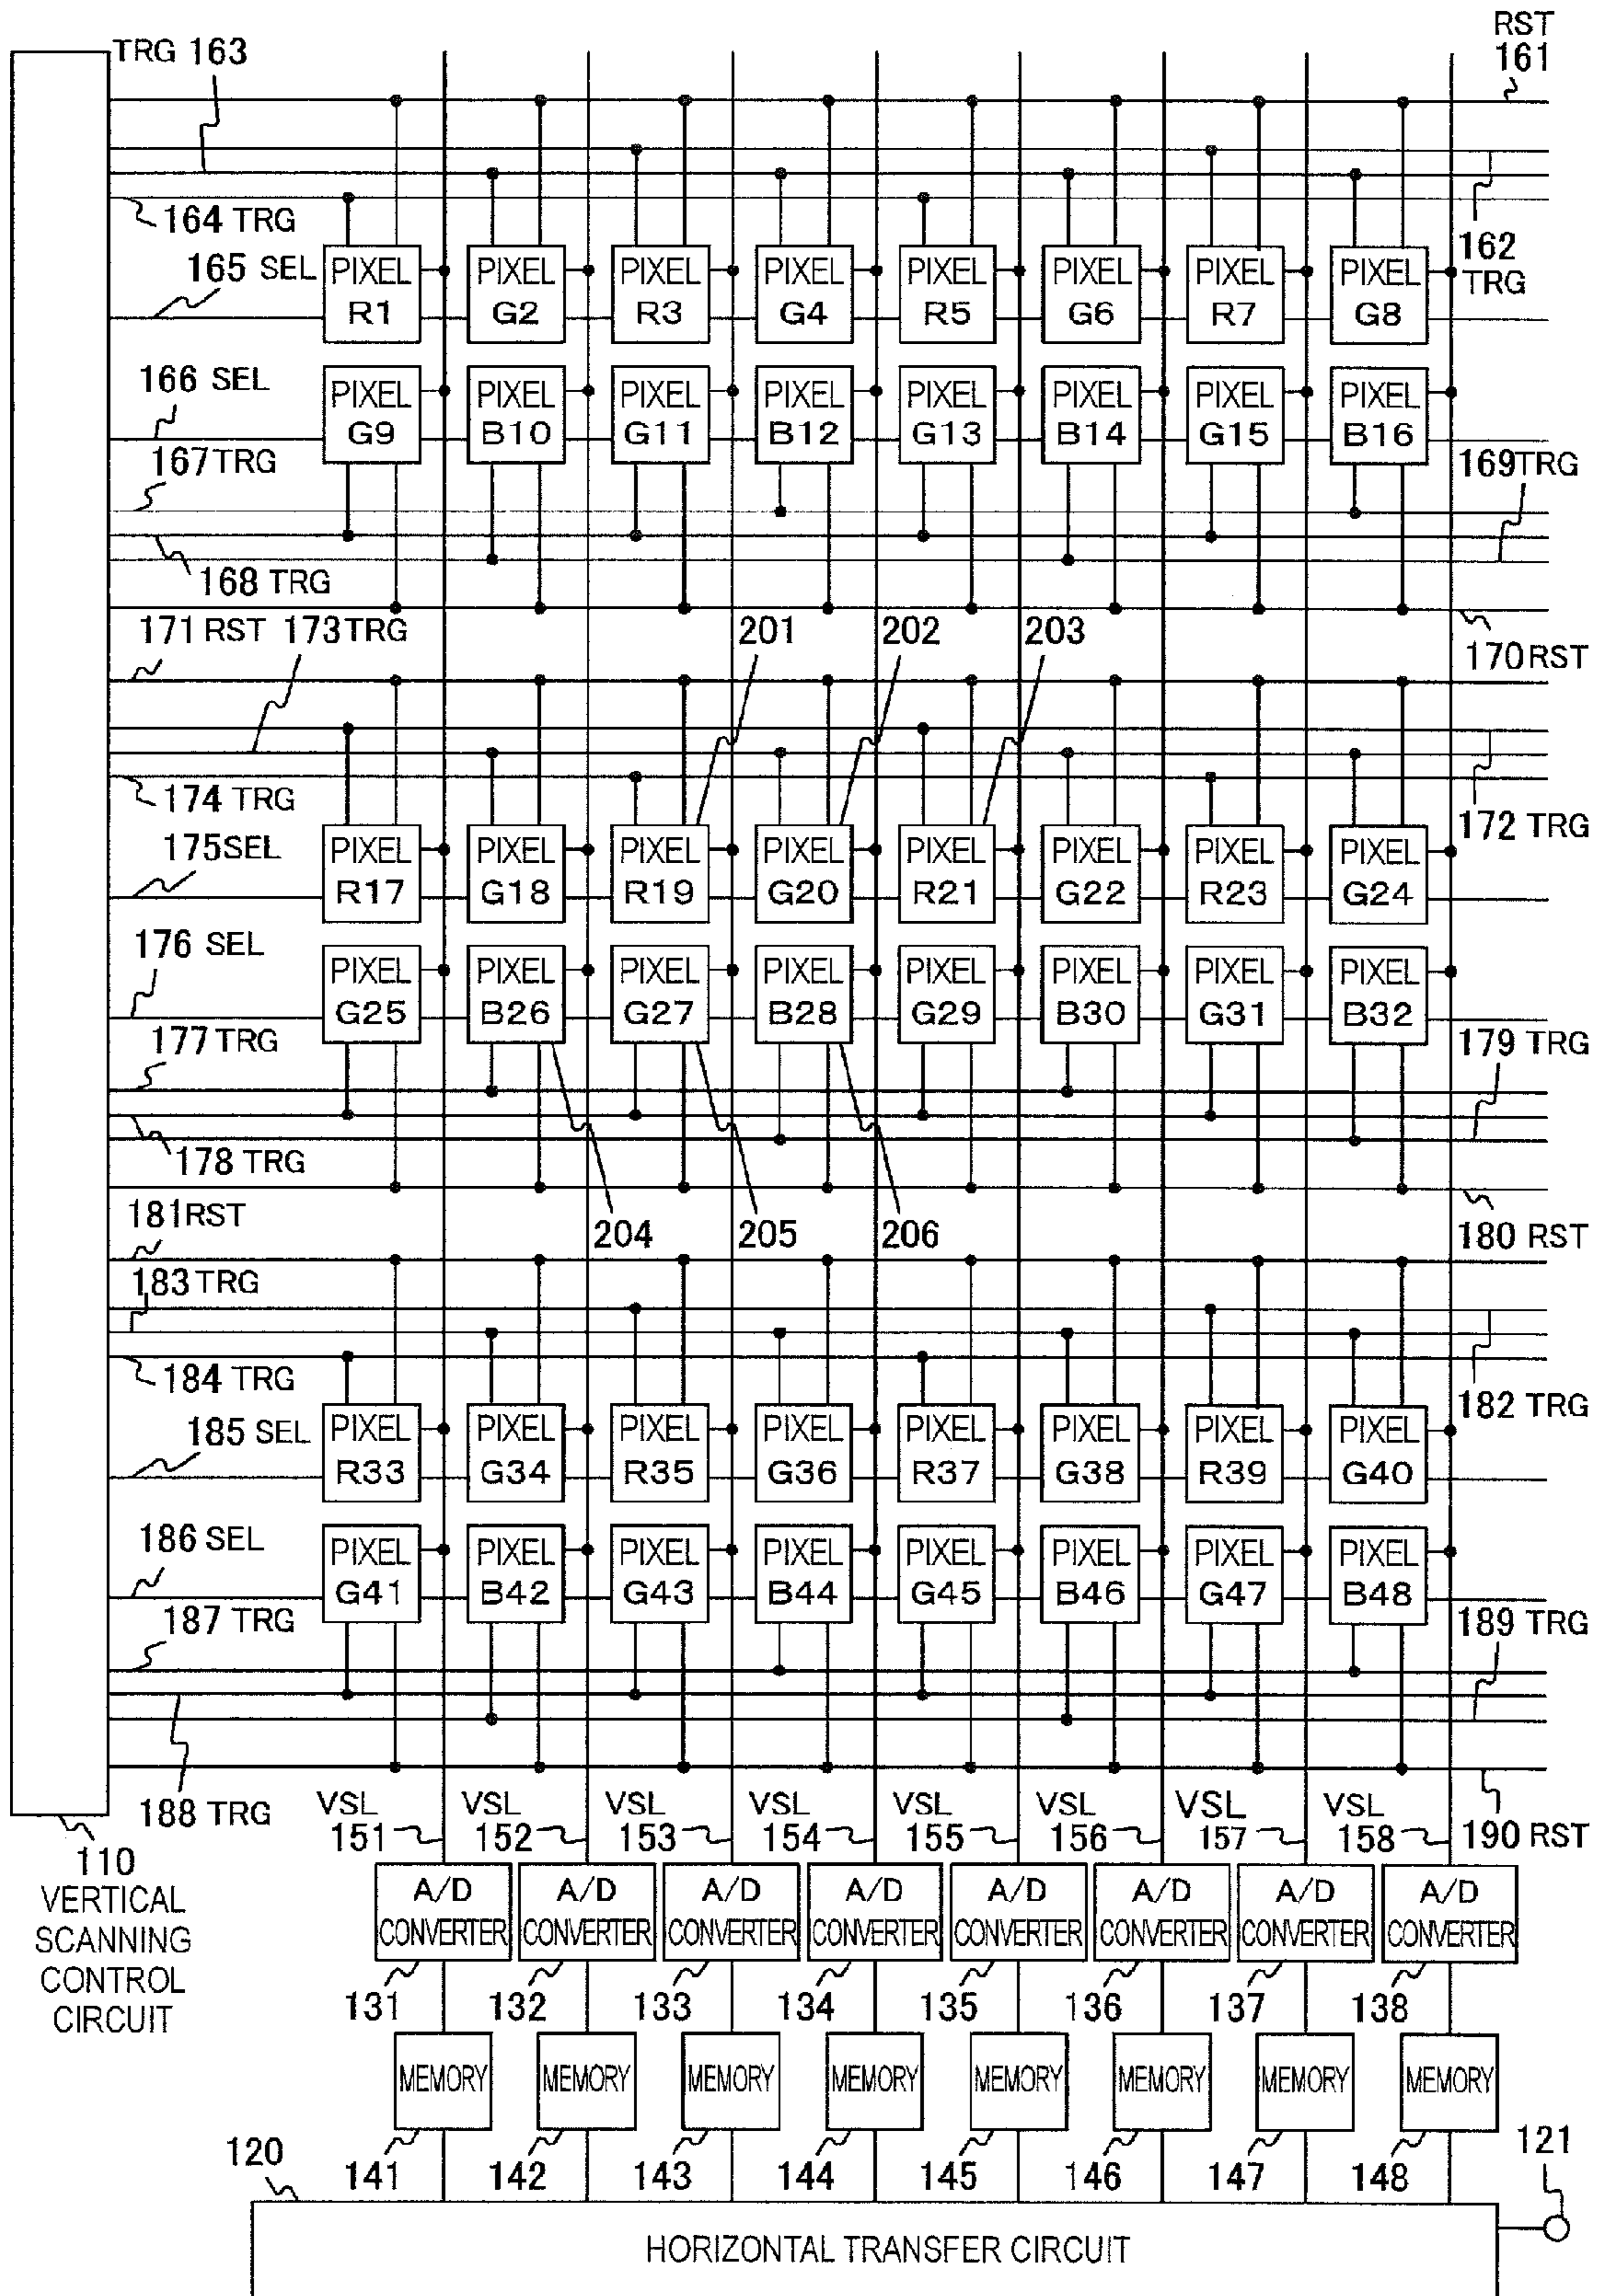 RST
TRG 163
161
164 TRG
162
TRG
165 SEL
PIXEL R1
PIXEL G2
PIXEL R3
PIXEL G4
PIXEL R5
PIXEL G6
PIXEL R7
PIXEL G8
166 SEL
PIXEL G9
PIXEL B10
PIXEL G11
PIXEL B12
PIXEL G13
PIXEL B14
PIXEL G15
PIXEL B16
167 TRG
169 TRG
168 TRG
171 RST
173 TRG
201
202
203
170 RST
174 TRG
172 TRG
175 SEL
PIXEL R17
PIXEL G18
PIXEL R19
PIXEL G20
PIXEL R21
PIXEL G22
PIXEL R23
PIXEL G24
176 SEL
PIXEL G25
PIXEL B26
PIXEL G27
PIXEL B28
PIXEL G29
PIXEL B30
PIXEL G31
PIXEL B32
177 TRG
179 TRG
178 TRG
181 RST
204
205
206
180 RST
183 TRG
184 TRG
182 TRG
185 SEL
PIXEL R33
PIXEL G34
PIXEL R35
PIXEL G36
PIXEL R37
PIXEL G38
PIXEL R39
PIXEL G40
186 SEL
PIXEL G41
PIXEL B42
PIXEL G43
PIXEL B44
PIXEL G45
PIXEL B46
PIXEL G47
PIXEL B48
187 TRG
189 TRG
188 TRG
VSL 151
VSL 152
VSL 153
VSL 154
VSL 155
VSL 156
VSL 157
VSL 158
190 RST
110
VERTICAL
SCANNING
CONTROL
CIRCUIT
A/D CONVERTER
A/D CONVERTER
A/D CONVERTER
A/D CONVERTER
A/D CONVERTER
A/D CONVERTER
A/D CONVERTER
A/D CONVERTER
131
132
133
134
135
136
137
138
MEMORY
MEMORY
MEMORY
MEMORY
MEMORY
MEMORY
MEMORY
MEMORY
120
141
142
143
144
145
146
147
148
121
HORIZONTAL TRANSFER CIRCUIT